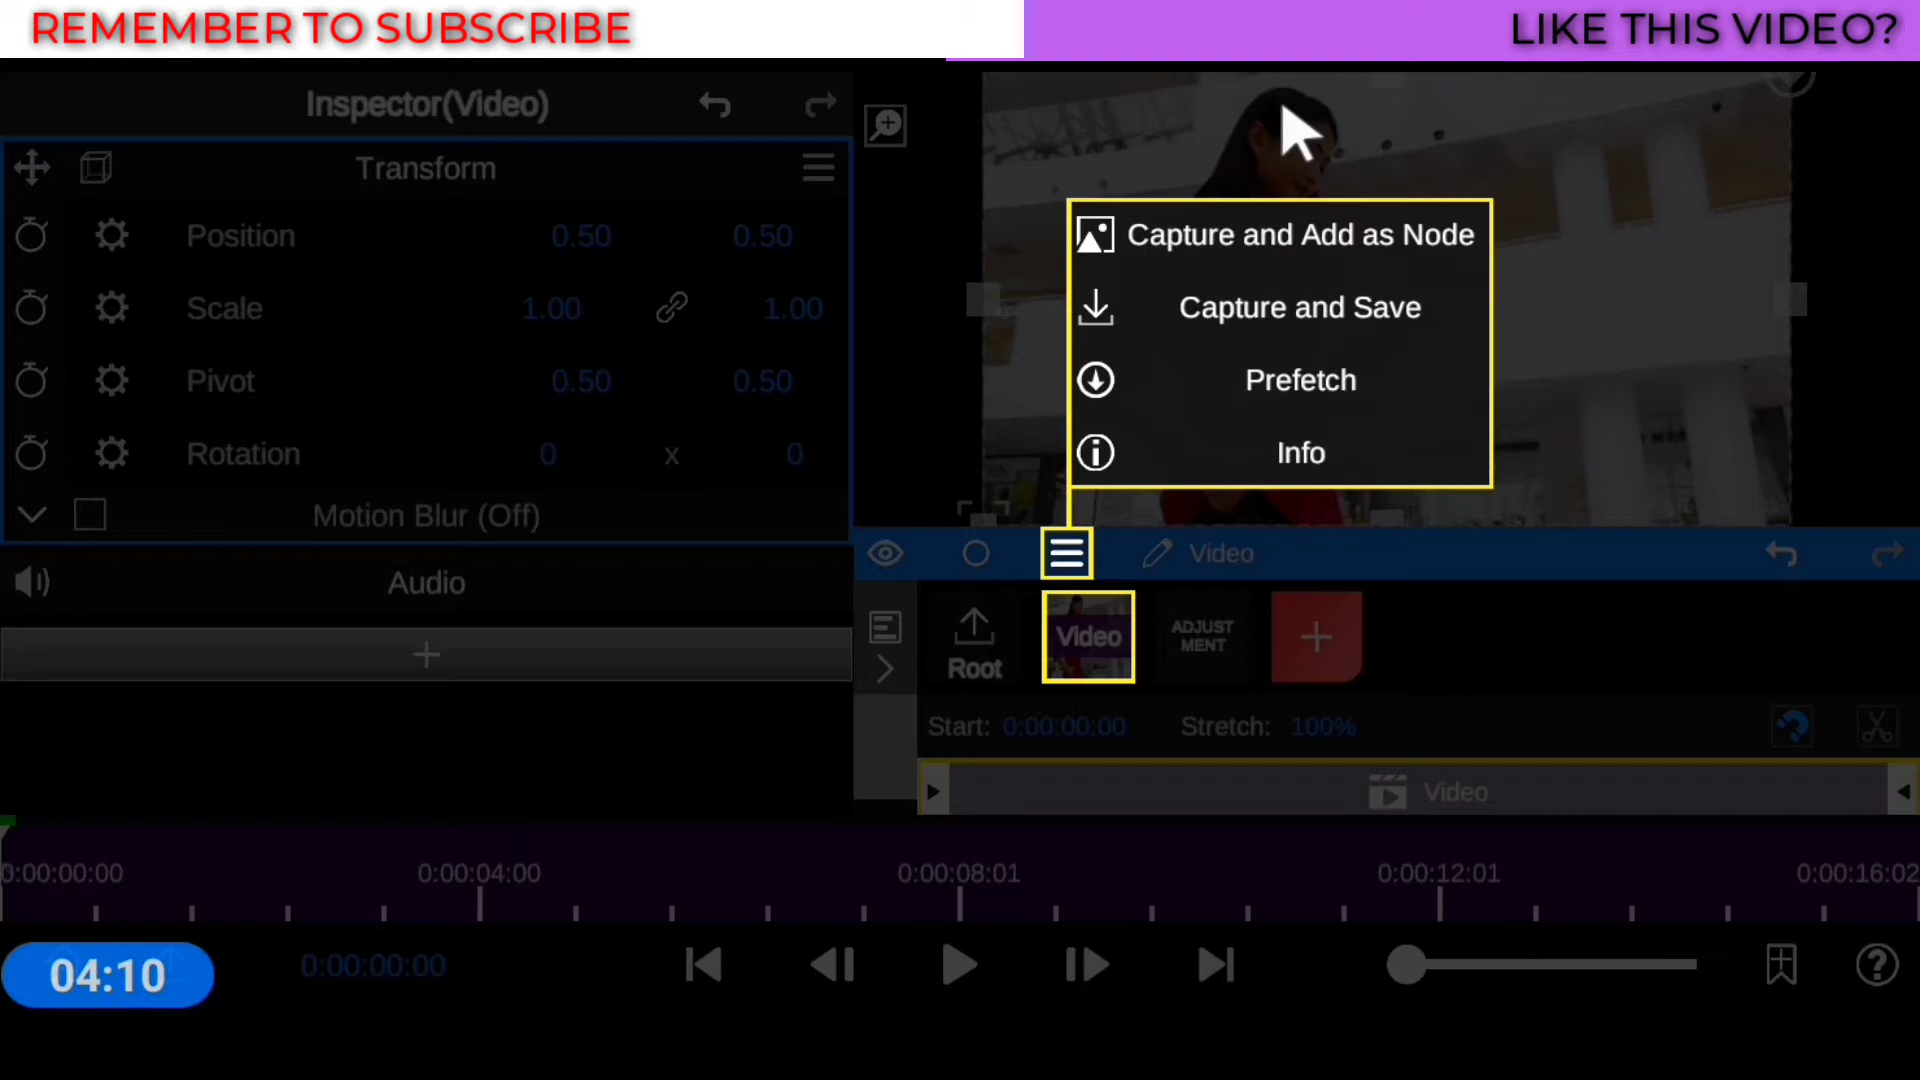 REMEMBER TO SUBSCRIBE
LIKE THIS VIDEO?
Inspector(Video)
Transform
Position 0.50 0.50
Scale 1.00 1.00
Pivot 0.50 0.50
Rotation 0 x 0
Motion Blur (Off)
Audio
Capture and Add as Node
Capture and Save
Prefetch
Info
Video
Root
Video
ADJUST
MENT
Start: 0:00:00:00 Stretch: 100%
Video
0:00:00:00 0:00:04:00 0:00:08:01 0:00:12:01 0:00:16:02
04:10
0:00:00:00